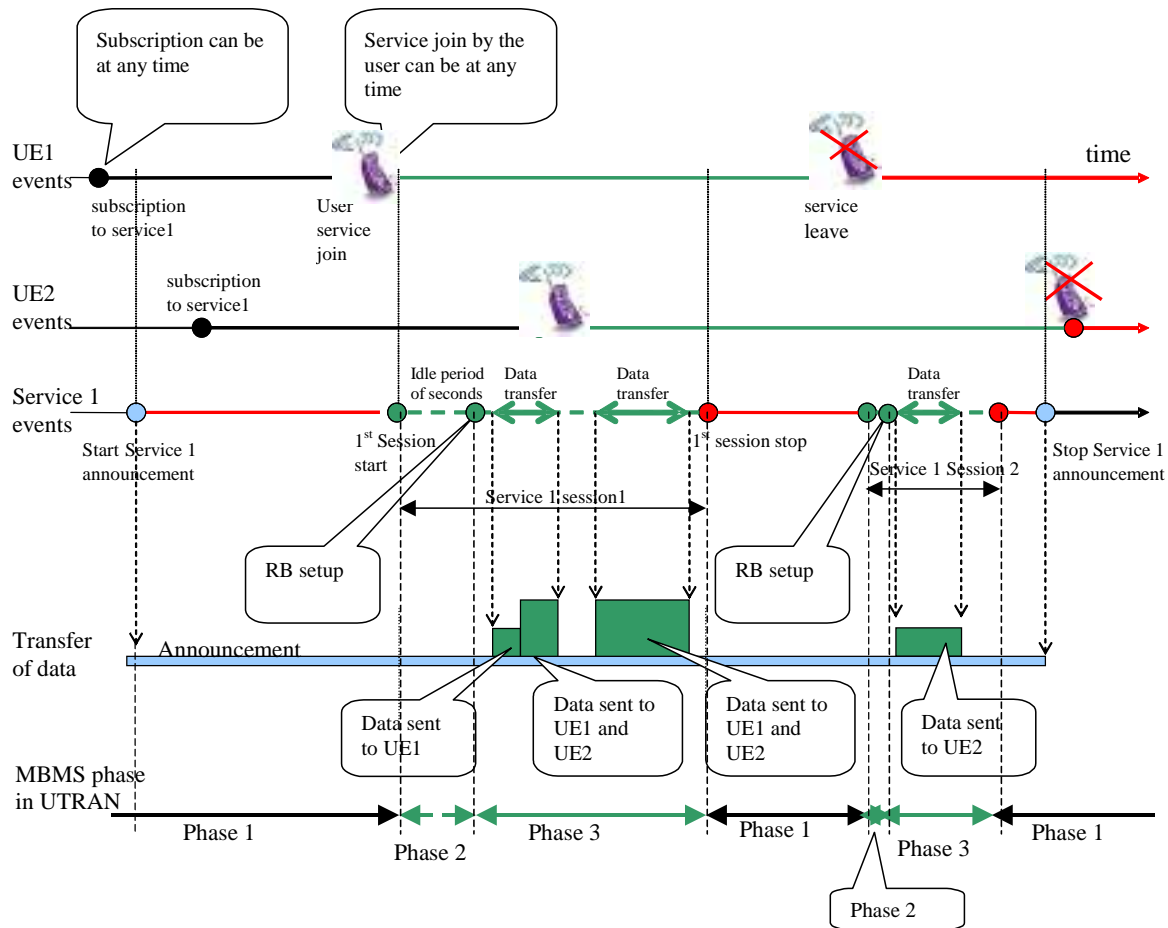 Subscription can be
at any time
Service join by the
user can be at any
time
UE1
events
time
subscription
to service1
User
service
join
service
leave
UE2
events
subscription
to service1
Service 1
events
Idle period
of seconds
Data
transfer
Data
transfer
Data
transfer
Start Service 1
announcement
1st Session
start
1st session stop
Stop Service 1
announcement
Service 1 session1
Service 1 Session 2
RB setup
RB setup
Transfer
of data
Announcement
Data sent
to UE1
Data sent to
UE1 and
UE2
Data sent to
UE1 and
UE2
Data sent
to UE2
MBMS phase
in UTRAN
Phase 1
Phase 2
Phase 3
Phase 1
Phase 3
Phase 1
Phase 2